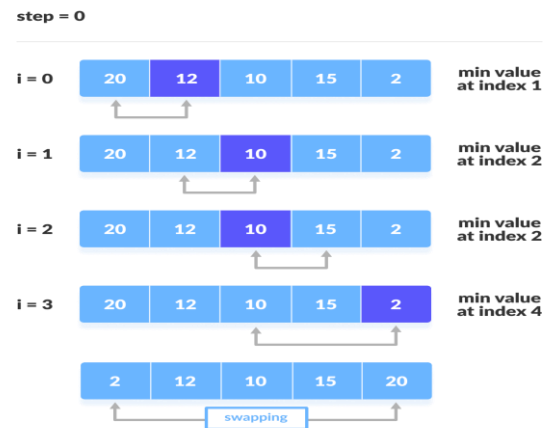 step = 0
i = 0 20 12 10 15 2 min value
at index 1
i = 1 20 12 10 15 2 min value
at index 2
i = 2 20 12 10 15 2 min value
at index 2
i = 3 20 12 10 15 2 min value
at index 4
2 12 10 15 20
swapping